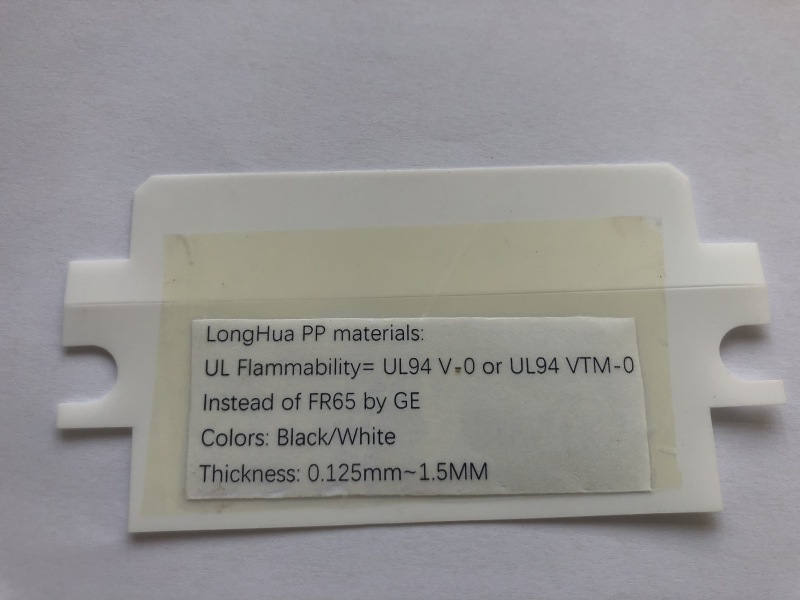 LongHua PP materials:
UL Flammability= UL94 V-0 or UL94 VTM-0
Instead of FR65 by GE
Colors: Black/White
Thickness: 0.125mm~1.5MM